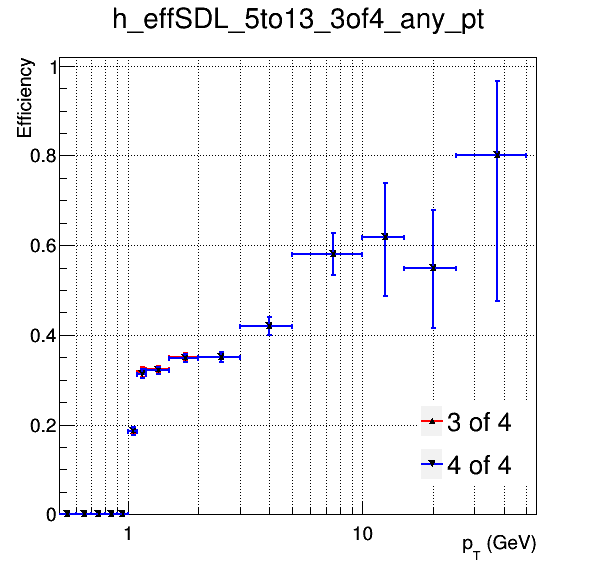 h_effSDL_5to13_3of4_any_pt
Efficiency
1
0.8
0.6
0.4
0.2
0
3 of 4
4 of 4
1
10
p_T (GeV)